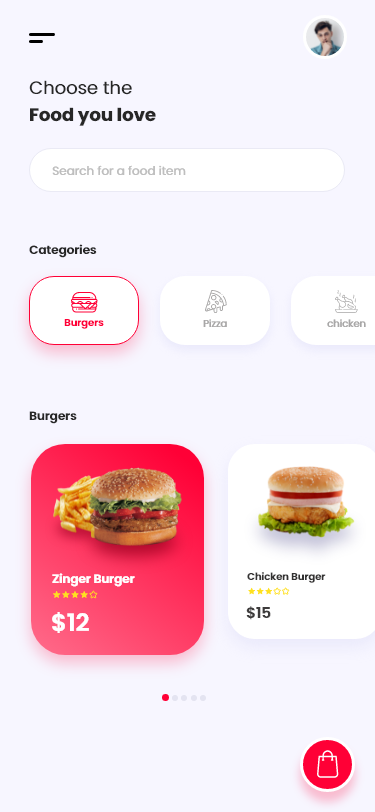 Choose the
Food you love
Search for a food item
Categories
Burgers
Pizza
chicken
Burgers
Zinger Burger
$12
Chicken Burger
$15